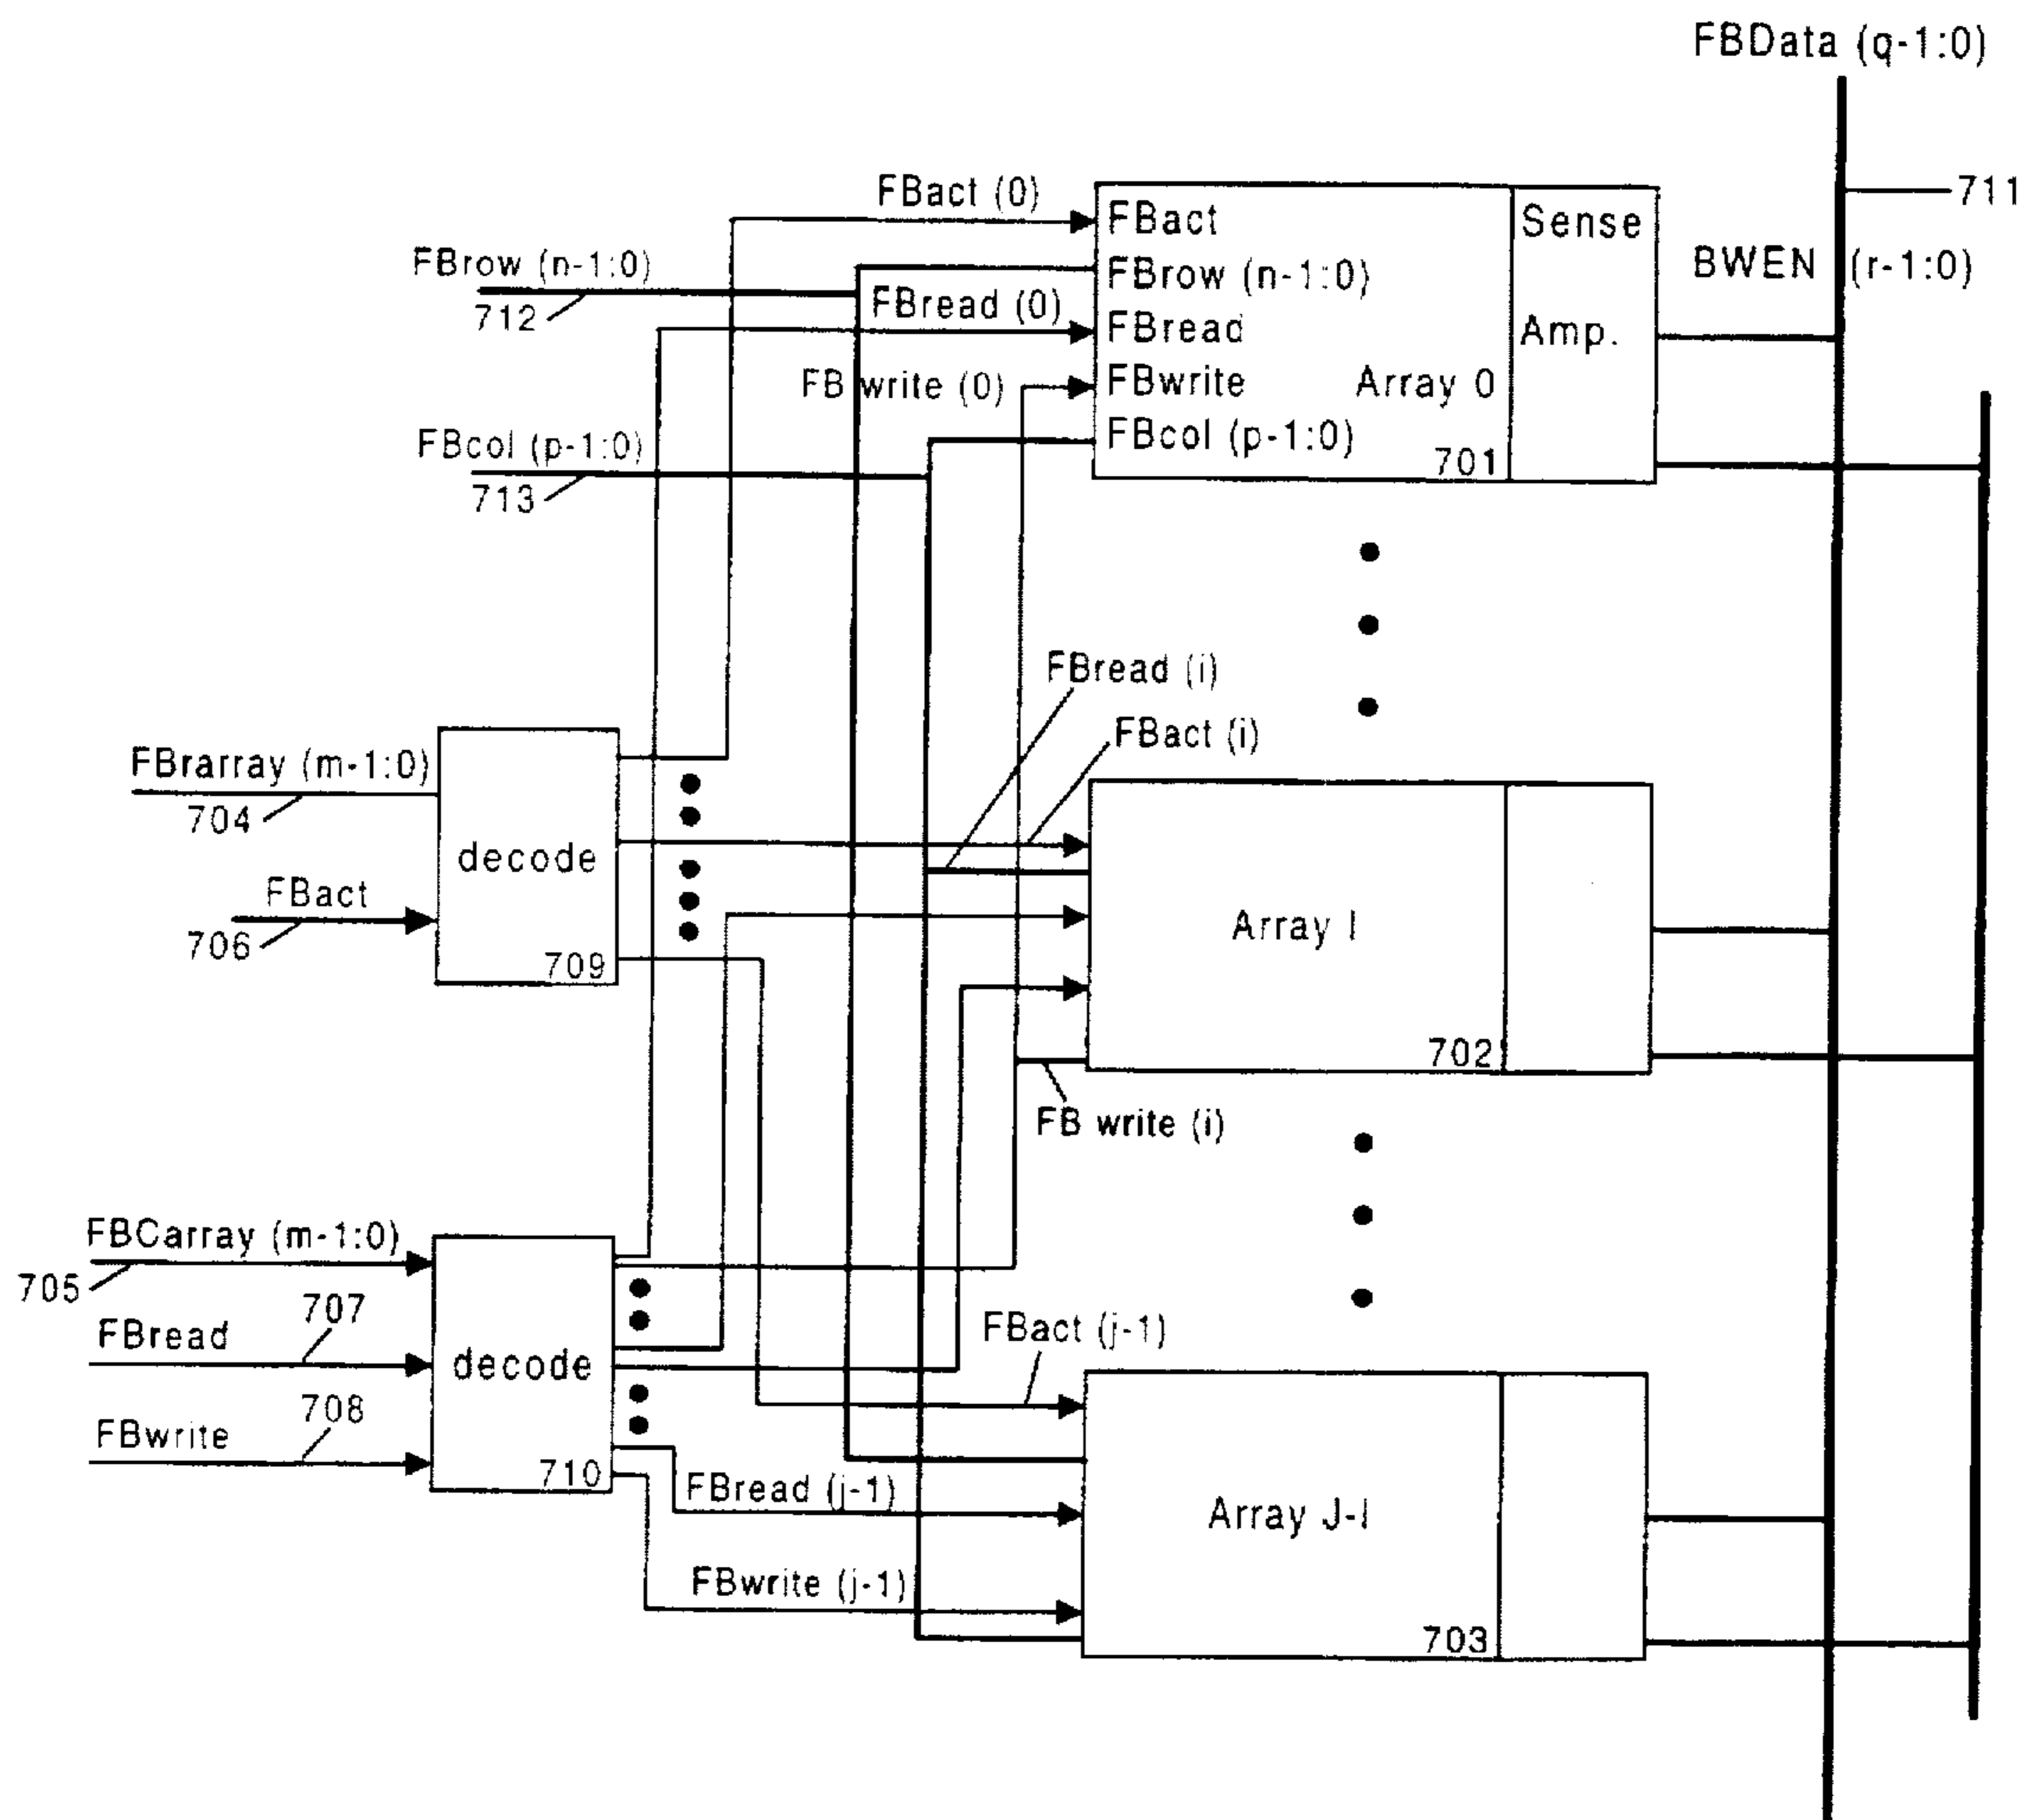 FBData (q-1:0)
711
FBact (0)
FBact
Sense
FBrow (n-1:0)
712
FBrow (n-1:0)
BWEN (r-1:0)
FBread (0)
FBread
Amp.
FB write (0)
FBwrite
Array 0
FBcol (p-1:0)
713
FBcol (p-1:0)
701
FBread (i)
FBact (i)
FBrarray (m-1:0)
704
decode
FBact
706
709
Array I
702
FB write (i)
FBCarray (m-1:0)
705
707
FBread
decode
708
FBwrite
710
FBact (j-1)
FBread (j-1)
Array J-I
FBwrite (j-1)
703